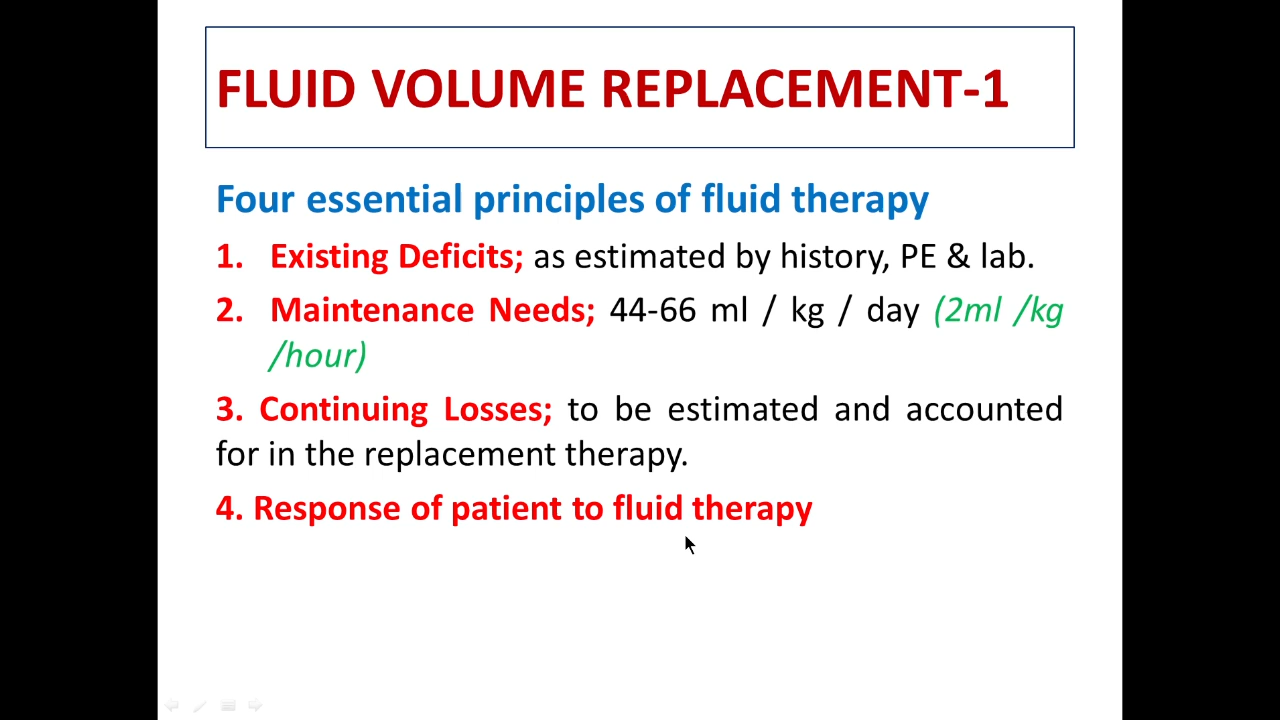 FLUID VOLUME REPLACEMENT-1
Four essential principles of fluid therapy
1. Existing Deficits; as estimated by history, PE & lab.
2. Maintenance Needs; 44-66 ml / kg / day (2ml /kg
/hour)
3. Continuing Losses; to be estimated and accounted
for in the replacement therapy.
4. Response of patient to fluid therapy